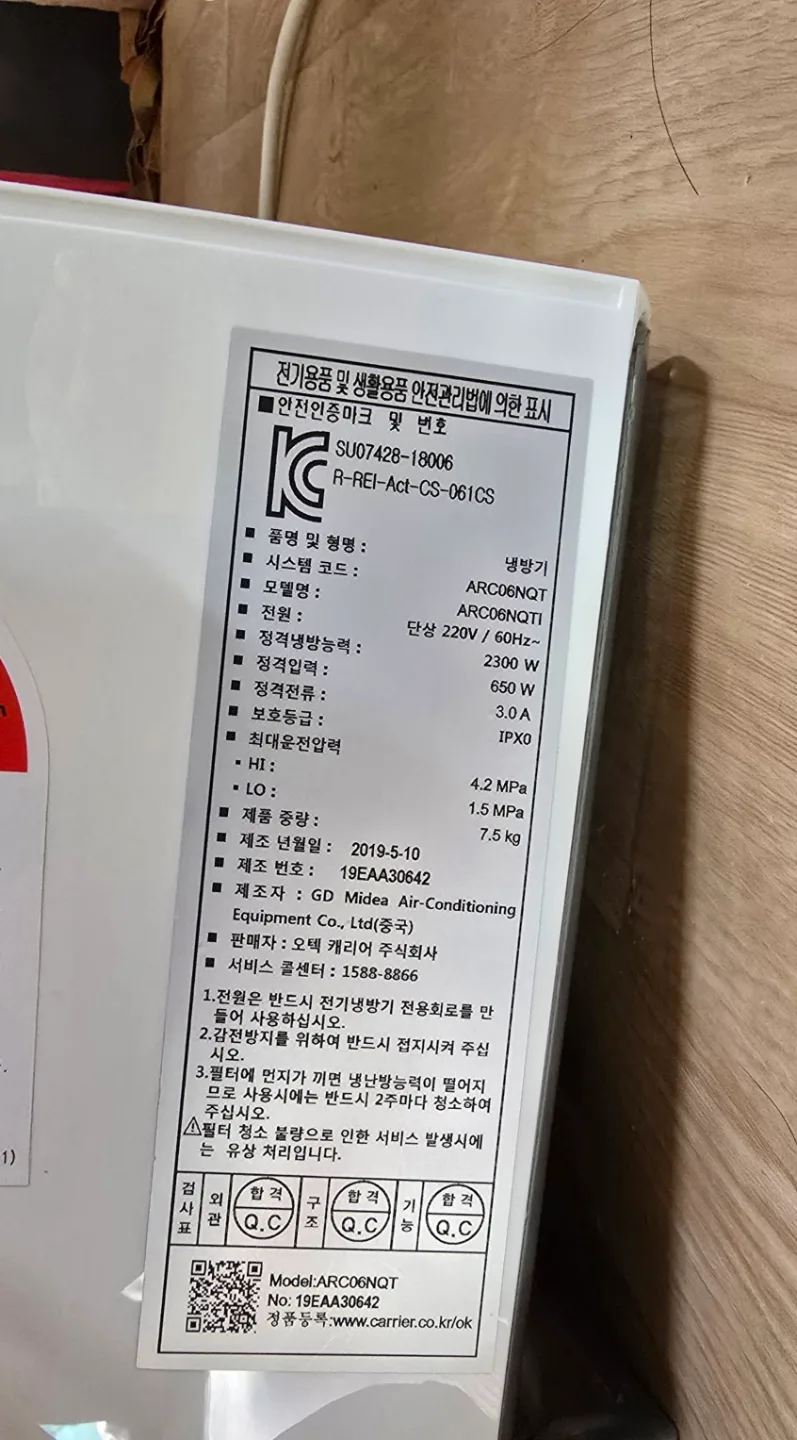 전기용품 및 생활용품 안전관리법에 의한 표시
■안전인증마크 및 번호
SU07428-18006
R-REI-Act-CS-061CS
■ 품명 및 형명 : 냉방기
■ 시스템 코드 : ARC06NQT
■ 모델명 : ARC06NQTI
■ 전원 : 단상 220V / 60Hz~
■ 정격냉방능력 : 2300 W
■ 정격입력 : 650 W
■ 정격전류 : 3.0 A
■ 보호등급 : IPX0
■ 최대운전압력
▪ HI : 4.2 MPa
▪ LO : 1.5 MPa
■ 제품 중량 : 7.5 kg
■ 제조 년월일 : 2019-5-10
■ 제조 번호 : 19EAA30642
■ 제조자 : GD Midea Air-Conditioning
Equipment Co., Ltd(중국)
■ 판매자 : 오텍 캐리어 주식회사
■ 서비스 콜센터 : 1588-8866
1.전원은 반드시 전기냉방기 전용회로를 만
들어 사용하십시오.
2.감전방지를 위하여 반드시 접지시켜 주십
시오.
3.필터에 먼지가 끼면 냉난방능력이 떨어지
므로 사용시에는 반드시 2주마다 청소하여
주십시오.
⚠필터 청소 불량으로 인한 서비스 발생시에
는 유상 처리입니다.
검사표 외관 합격 Q.C 구조 합격 Q.C 기능 합격 Q.C
Model:ARC06NQT
No: 19EAA30642
정품등록:www.carrier.co.kr/ok
1)